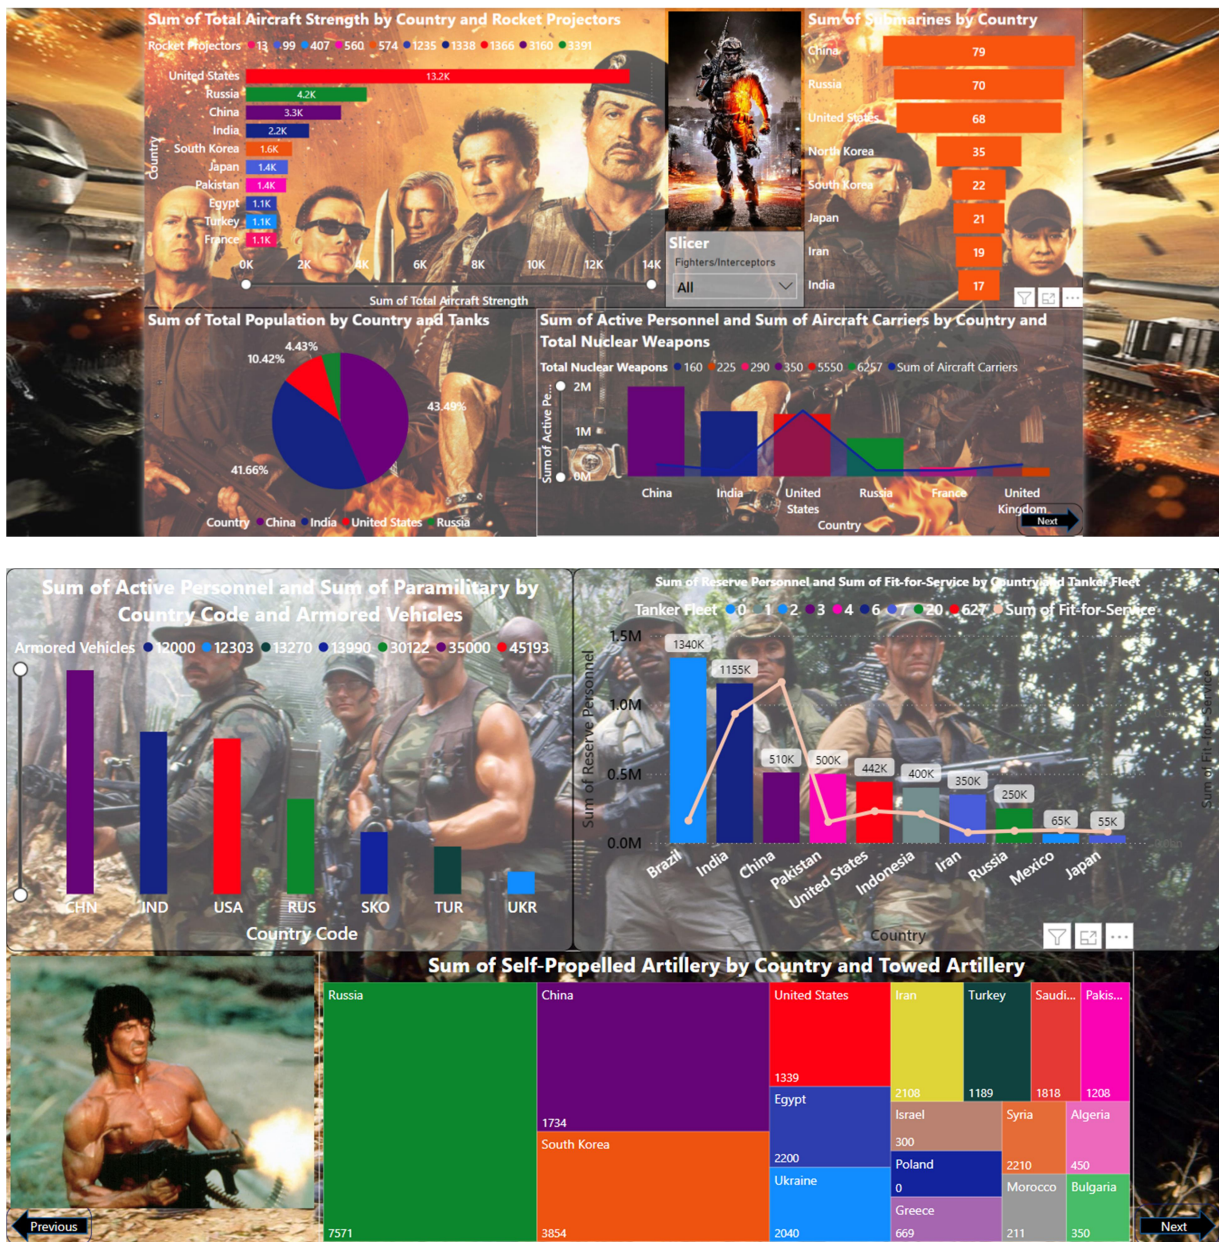 Sum of Total Aircraft Strength by Country and Rocket Projectors
Rocket Projectors 13 99 407 560 574 1235 1338 1366 3160 3391
Country
United States 13.2K
Russia 4.2K
China 3.3K
India 2.2K
South Korea 1.6K
Japan 1.4K
Pakistan 1.4K
Egypt 1.1K
Turkey 1.1K
France 1.1K
0K 2K 4K 6K 8K 10K 12K 14K
Sum of Total Aircraft Strength
Slicer
Fighters/Interceptors
All
Sum of Submarines by Country
China 79
Russia 70
United States 68
North Korea 35
South Korea 22
Japan 21
Iran 19
India 17
Sum of Total Population by Country and Tanks
4.43%
10.42%
43.49%
41.66%
Country China India United States Russia
Sum of Active Personnel and Sum of Aircraft Carriers by Country and
Total Nuclear Weapons
Total Nuclear Weapons 160 225 290 350 5550 6257 Sum of Aircraft Carriers
Sum of Active Pe...
2M
1M
0M
China India United States Russia France United Kingdom
Country
Next
Sum of Active Personnel and Sum of Paramilitary by
Country Code and Armored Vehicles
Armored Vehicles 12000 12303 13270 13990 30122 35000 45193
CHN IND USA RUS SKO TUR UKR
Country Code
Sum of Reserve Personnel and Sum of Fit-for-Service by Country and Tanker Fleet
Tanker Fleet 0 1 2 3 4 6 7 20 627 Sum of Fit-for-Service
Sum of Reserve Personnel
1.5M
1.0M
0.5M
0.0M
1340K
1155K
510K
500K
442K
400K
350K
250K
65K
55K
Sum of Fit-for-Service
Brazil India China Pakistan United States Indonesia Iran Russia Mexico Japan
Country
Sum of Self-Propelled Artillery by Country and Towed Artillery
Russia
7571
China
1734
South Korea
3854
United States
1339
Egypt
2200
Ukraine
2040
Iran
2108
Turkey
1189
Saudi...
1818
Pakis...
1208
Israel
300
Poland
0
Greece
669
Syria
2210
Algeria
450
Morocco
211
Bulgaria
350
Previous
Next